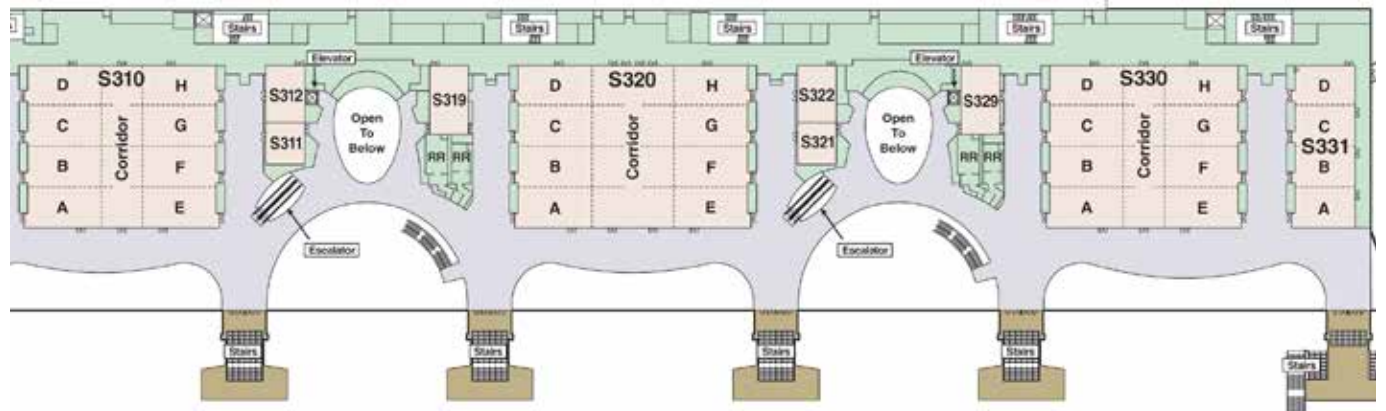 Stairs
Stairs
Stairs
Stairs
Stairs
Elevator
Elevator
S310
D
H
C
G
B
F
A
E
Corridor
S312
S311
Open
To
Below
S319
RR
RR
Escalator
S320
D
H
C
G
B
F
A
E
Corridor
S322
S321
Open
To
Below
S329
RR
RR
Escalator
S330
D
H
C
G
B
F
A
E
Corridor
D
C
S331
B
A
Stairs
Stairs
Stairs
Stairs
Stairs